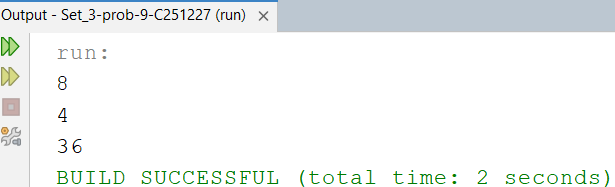 Output - Set_3-prob-9-C251227 (run) ×
run:
8
4
36
BUILD SUCCESSFUL (total time: 2 seconds)